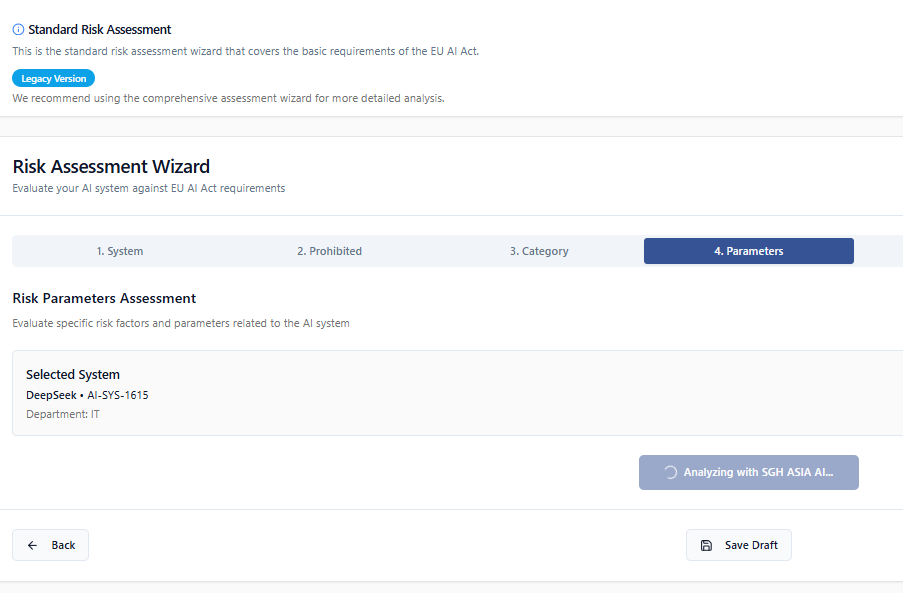 Standard Risk Assessment
This is the standard risk assessment wizard that covers the basic requirements of the EU AI Act.
Legacy Version
We recommend using the comprehensive assessment wizard for more detailed analysis.
Risk Assessment Wizard
Evaluate your AI system against EU AI Act requirements
1. System 2. Prohibited 3. Category 4. Parameters
Risk Parameters Assessment
Evaluate specific risk factors and parameters related to the AI system
Selected System
DeepSeek • AI-SYS-1615
Department: IT
Analyzing with SGH ASIA AI...
Back Save Draft